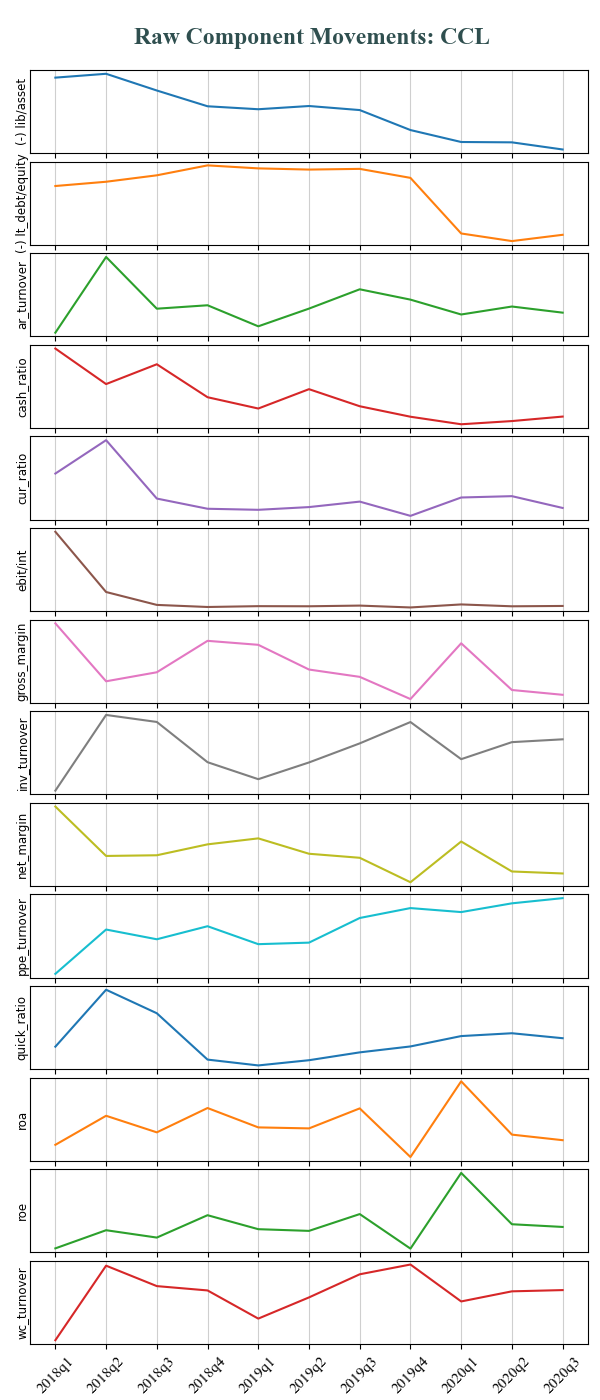 Raw Component Movements: CCL
(-) lib/asset
(-) lt_debt/equity
ar_turnover
cash_ratio
cur_ratio
ebit/int
gross_margin
inv_turnover
net_margin
ppe_turnover
quick_ratio
roa
roe
wc_turnover
2018q1
2018q2
2018q3
2018q4
2019q1
2019q2
2019q3
2019q4
2020q1
2020q2
2020q3